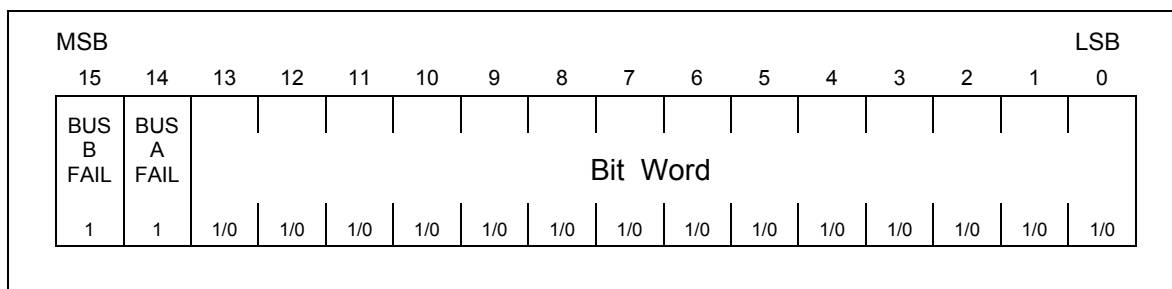 MSB LSB
15 14 13 12 11 10 9 8 7 6 5 4 3 2 1 0
BUS B FAIL
BUS A FAIL
Bit Word
1 1 1/0 1/0 1/0 1/0 1/0 1/0 1/0 1/0 1/0 1/0 1/0 1/0 1/0 1/0